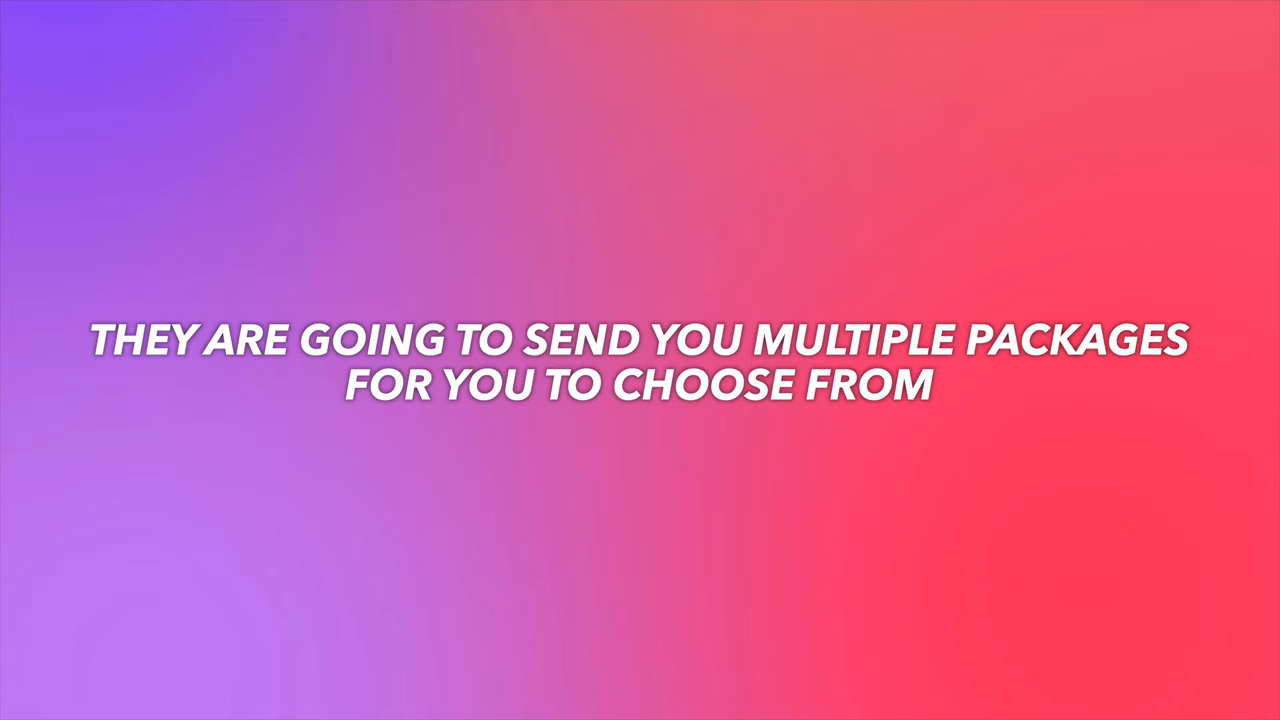 THEY ARE GOING TO SEND YOU MULTIPLE PACKAGES
FOR YOU TO CHOOSE FROM